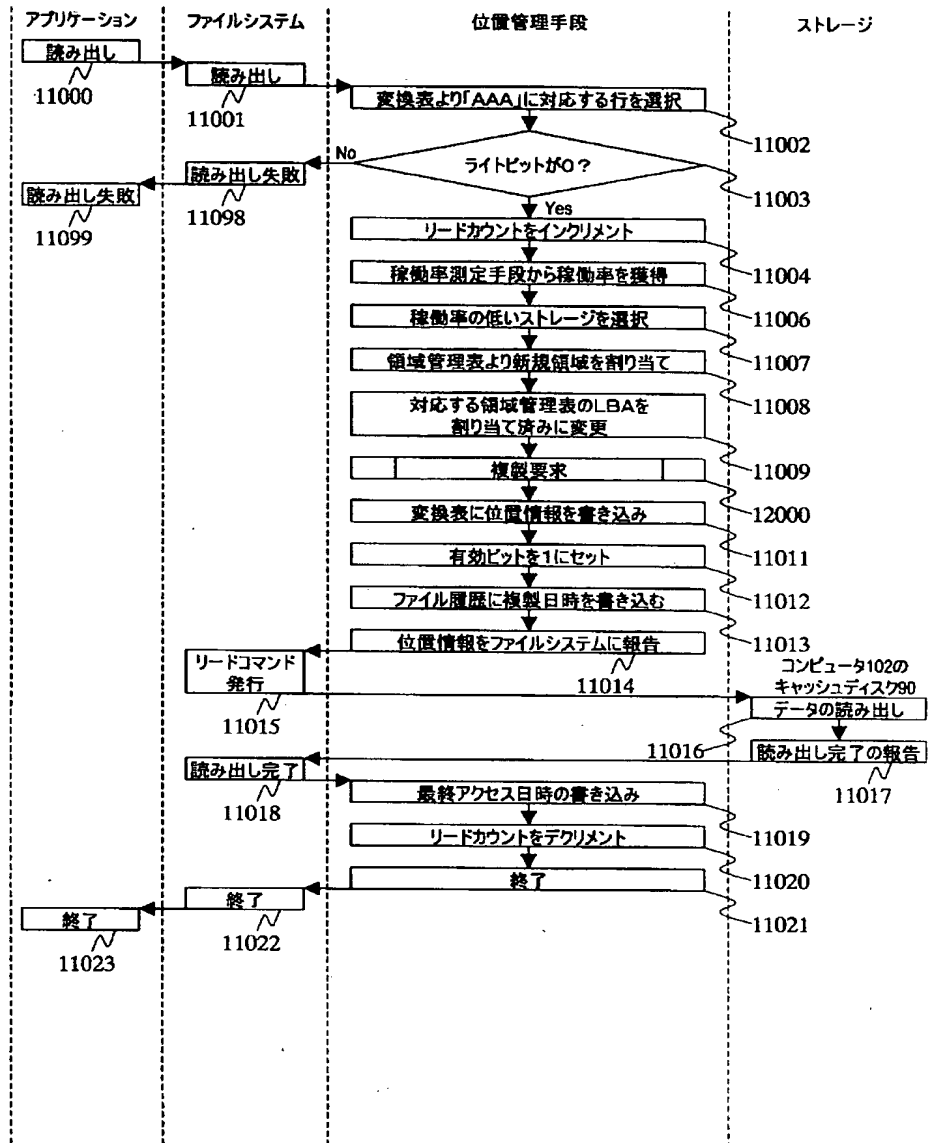 アプリケーション
ファイルシステム
位置管理手段
ストレージ
読み出し
11000
読み出し
11001
変換表より「AAA」に対応する行を選択
11002
ライトビットが0?
11003
No
Yes
読み出し失敗
11098
読み出し失敗
11099
リードカウントをインクリメント
11004
稼働率測定手段から稼働率を獲得
11006
稼働率の低いストレージを選択
11007
領域管理表より新規領域を割り当て
11008
対応する領域管理表のLBAを
割り当て済みに変更
11009
複製要求
12000
変換表に位置情報を書き込み
11011
有効ビットを1にセット
11012
ファイル履歴に複製日時を書き込む
11013
位置情報をファイルシステムに報告
11014
リードコマンド
発行
11015
コンピュータ102の
キャッシュディスク90
データの読み出し
11016
読み出し完了の報告
11017
読み出し完了
11018
最終アクセス日時の書き込み
11019
リードカウントをデクリメント
11020
終了
11021
終了
11022
終了
11023